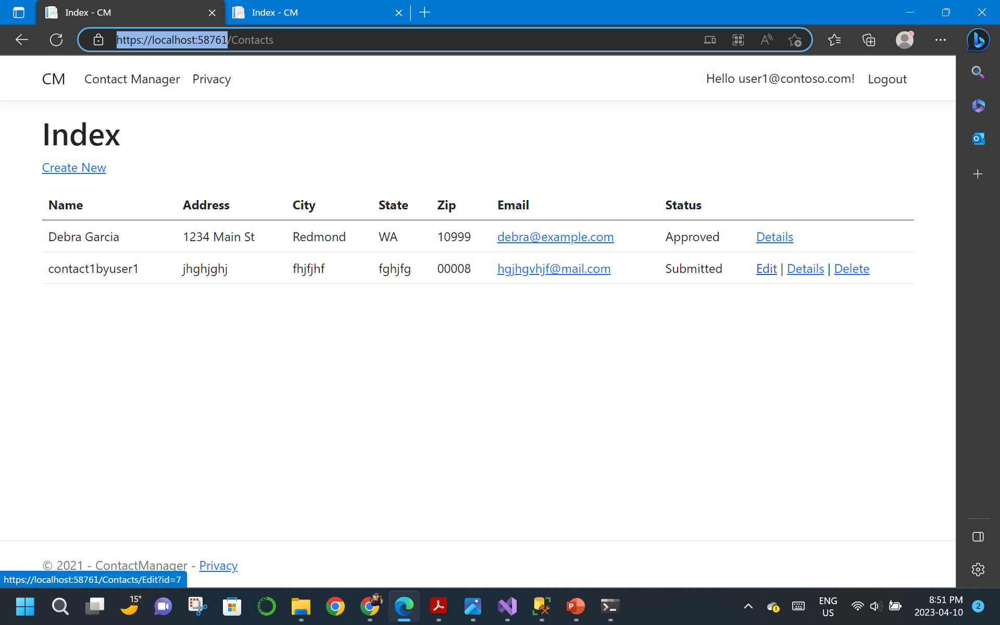 Index - CM
Index - CM
https://localhost:58761/Contacts
CM Contact Manager Privacy Hello user1@contoso.com! Logout
Index
Create New
Name Address City State Zip Email Status
Debra Garcia 1234 Main St Redmond WA 10999 debra@example.com Approved Details
contact1byuser1 jhghjghj fhjfjhf fghjfg 00008 hgjhgvhjf@mail.com Submitted Edit | Details | Delete
© 2021 - ContactManager - Privacy
https://localhost:58761/Contacts/Edit?id=7
15°
ENG
US
8:51 PM
2023-04-10
2